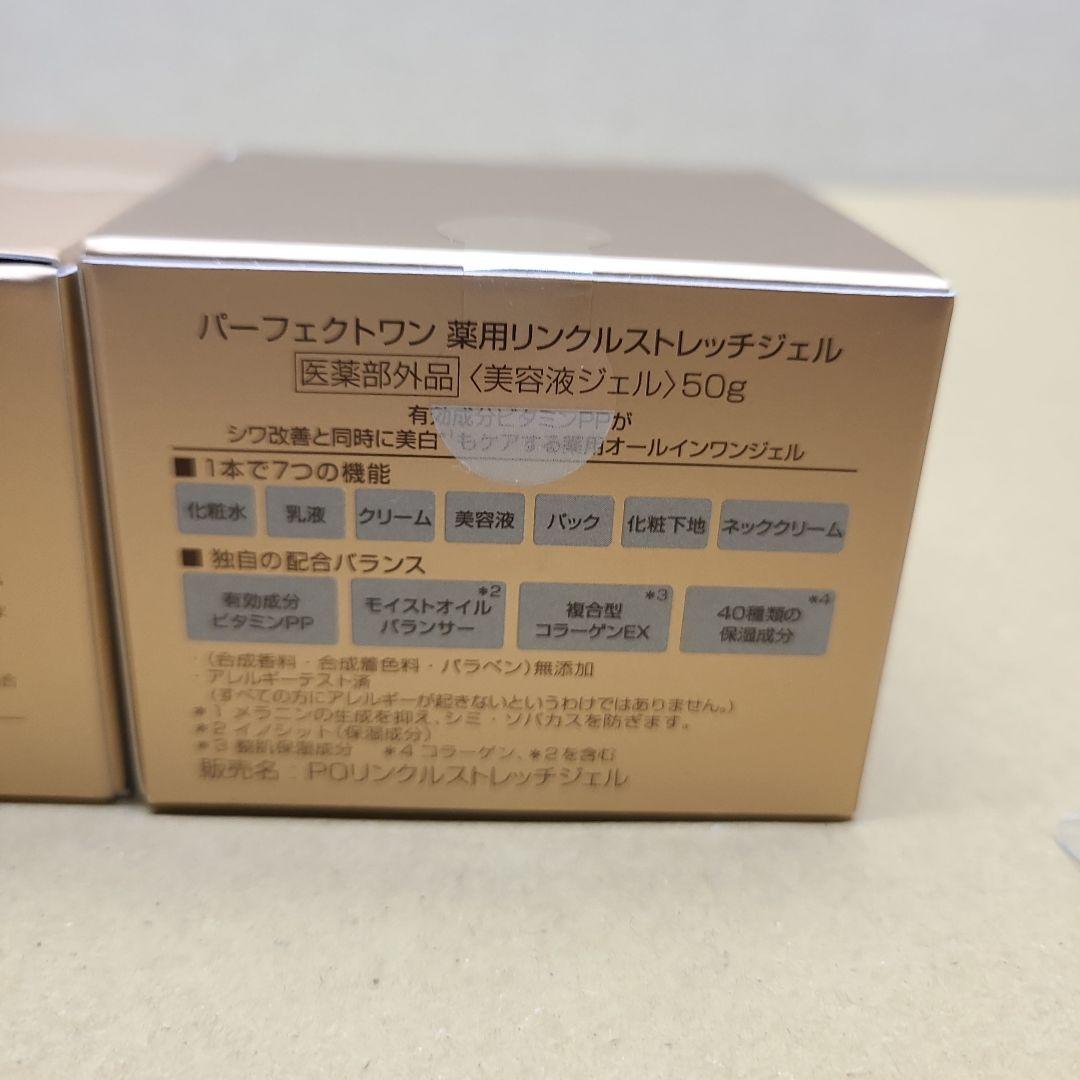 パーフェクトワン 薬用リンクルストレッチジェル
医薬部外品 〈美容液ジェル〉50g
有効成分ビタミンPPが
シワ改善と同時に美白*1もケアする薬用オールインワンジェル
■ 1本で7つの機能
化粧水 乳液 クリーム 美容液 パック 化粧下地 ネッククリーム
■ 独自の配合バランス
有効成分 モイストオイル*2 複合型*3 40種類の*4
ビタミンPP バランサー コラーゲンEX 保湿成分
・(合成香料・合成着色料・パラベン)無添加
・アレルギーテスト済
(すべての方にアレルギーが起きないというわけではありません。)
*1 メラニンの生成を抑え、シミ・ソバカスを防ぎます。
*2 イノシット(保湿成分)
*3 整肌保湿成分 *4 コラーゲン、*2を含む
販売名:POリンクルストレッチジェル